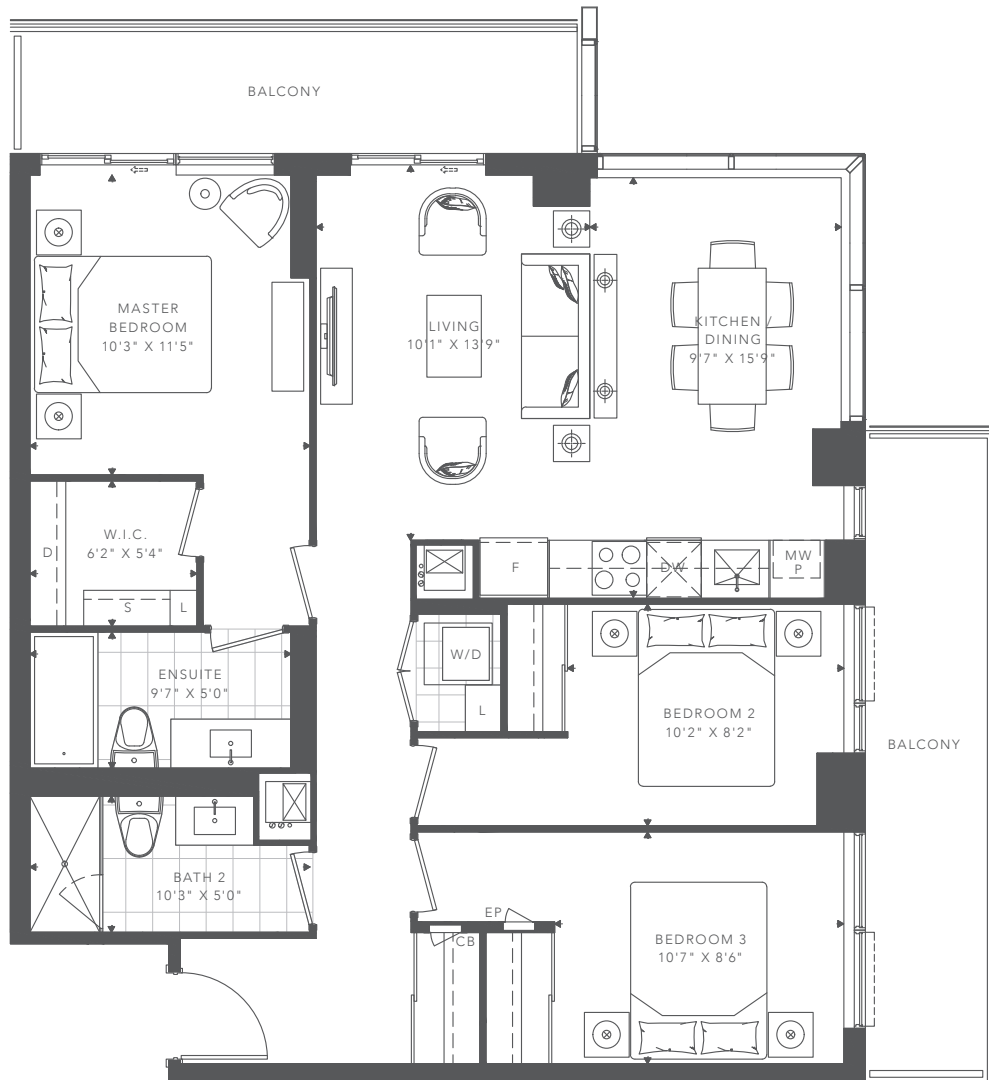 BALCONY
MASTER
BEDROOM
10'3" X 11'5"
LIVING
10'1" X 13'9"
KITCHEN /
DINING
9'7" X 15'9"
W.I.C.
6'2" X 5'4"
D
S
L
F
DW
MW
P
W/D
L
ENSUITE
9'7" X 5'0"
BEDROOM 2
10'2" X 8'2"
BALCONY
BATH 2
10'3" X 5'0"
EP
CB
BEDROOM 3
10'7" X 8'6"